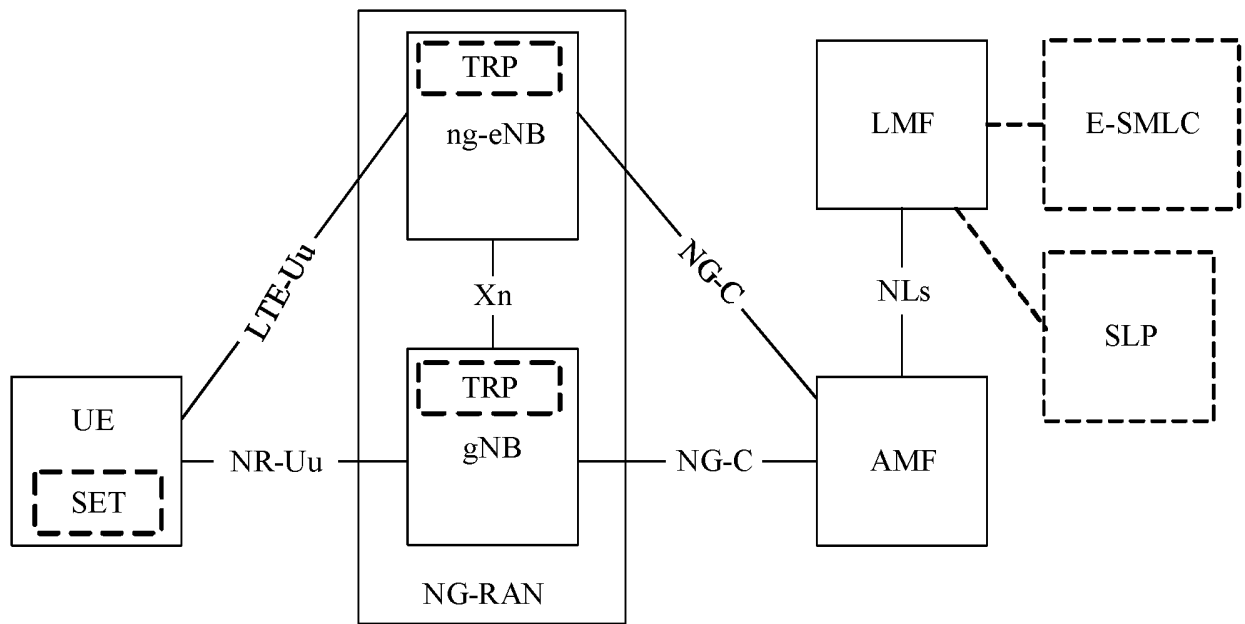 TRP
ng-eNB
LMF
E-SMLC
LTE-Uu
NG-C
Xn
NLs
SLP
UE
SET
NR-Uu
TRP
gNB
NG-C
AMF
NG-RAN